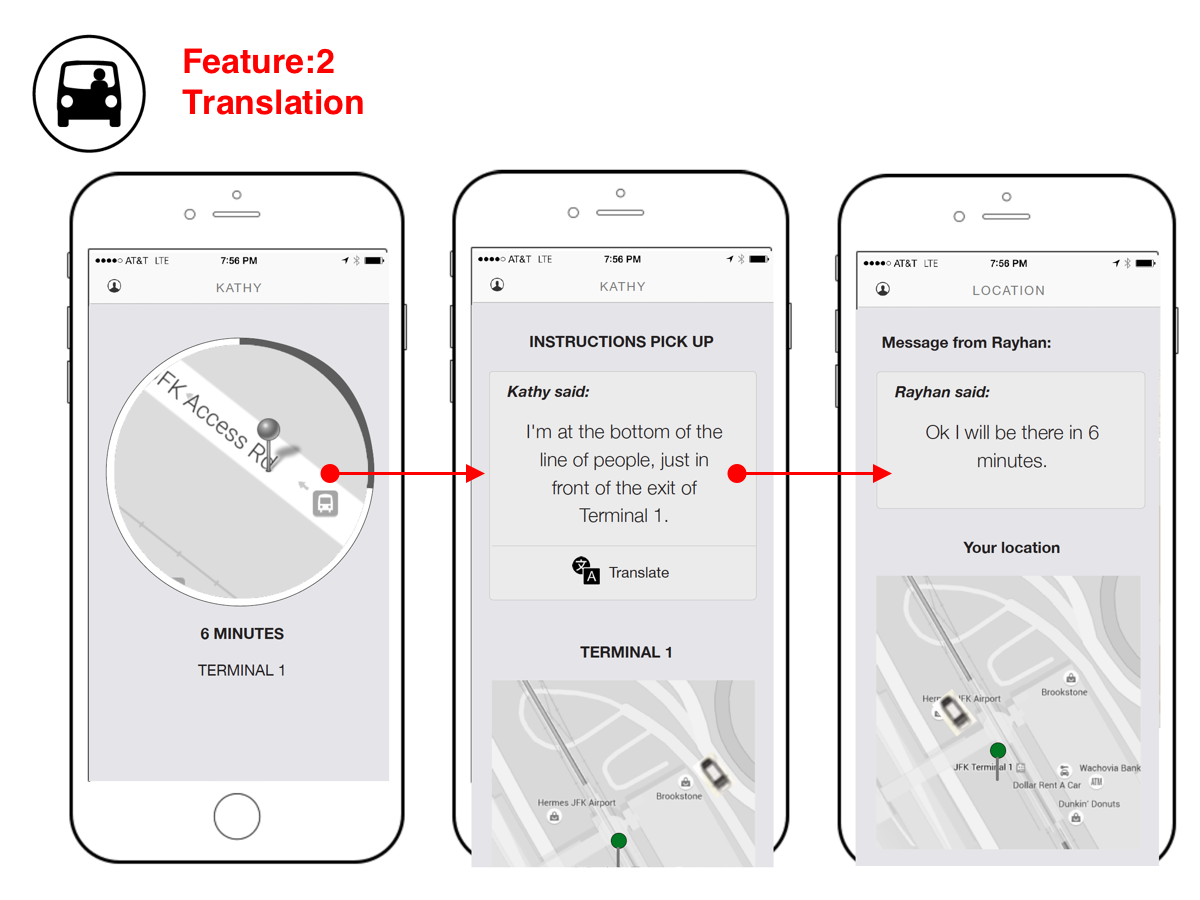 Feature:2
Translation
AT&T LTE
7:56 PM
KATHY
FK Access Rd
6 MINUTES
TERMINAL 1
AT&T LTE
7:56 PM
KATHY
INSTRUCTIONS PICK UP
Kathy said:
I'm at the bottom of the
line of people, just in
front of the exit of
Terminal 1.
文
A
Translate
TERMINAL 1
Brookstone
Hermes JFK Airport
AT&T LTE
7:56 PM
LOCATION
Message from Rayhan:
Rayhan said:
Ok I will be there in 6
minutes.
Your location
Brookstone
Airport
JFK Terminal 1
Wachovia Bank
Dollar Rent A Car
ATM
Dunkin' Donuts